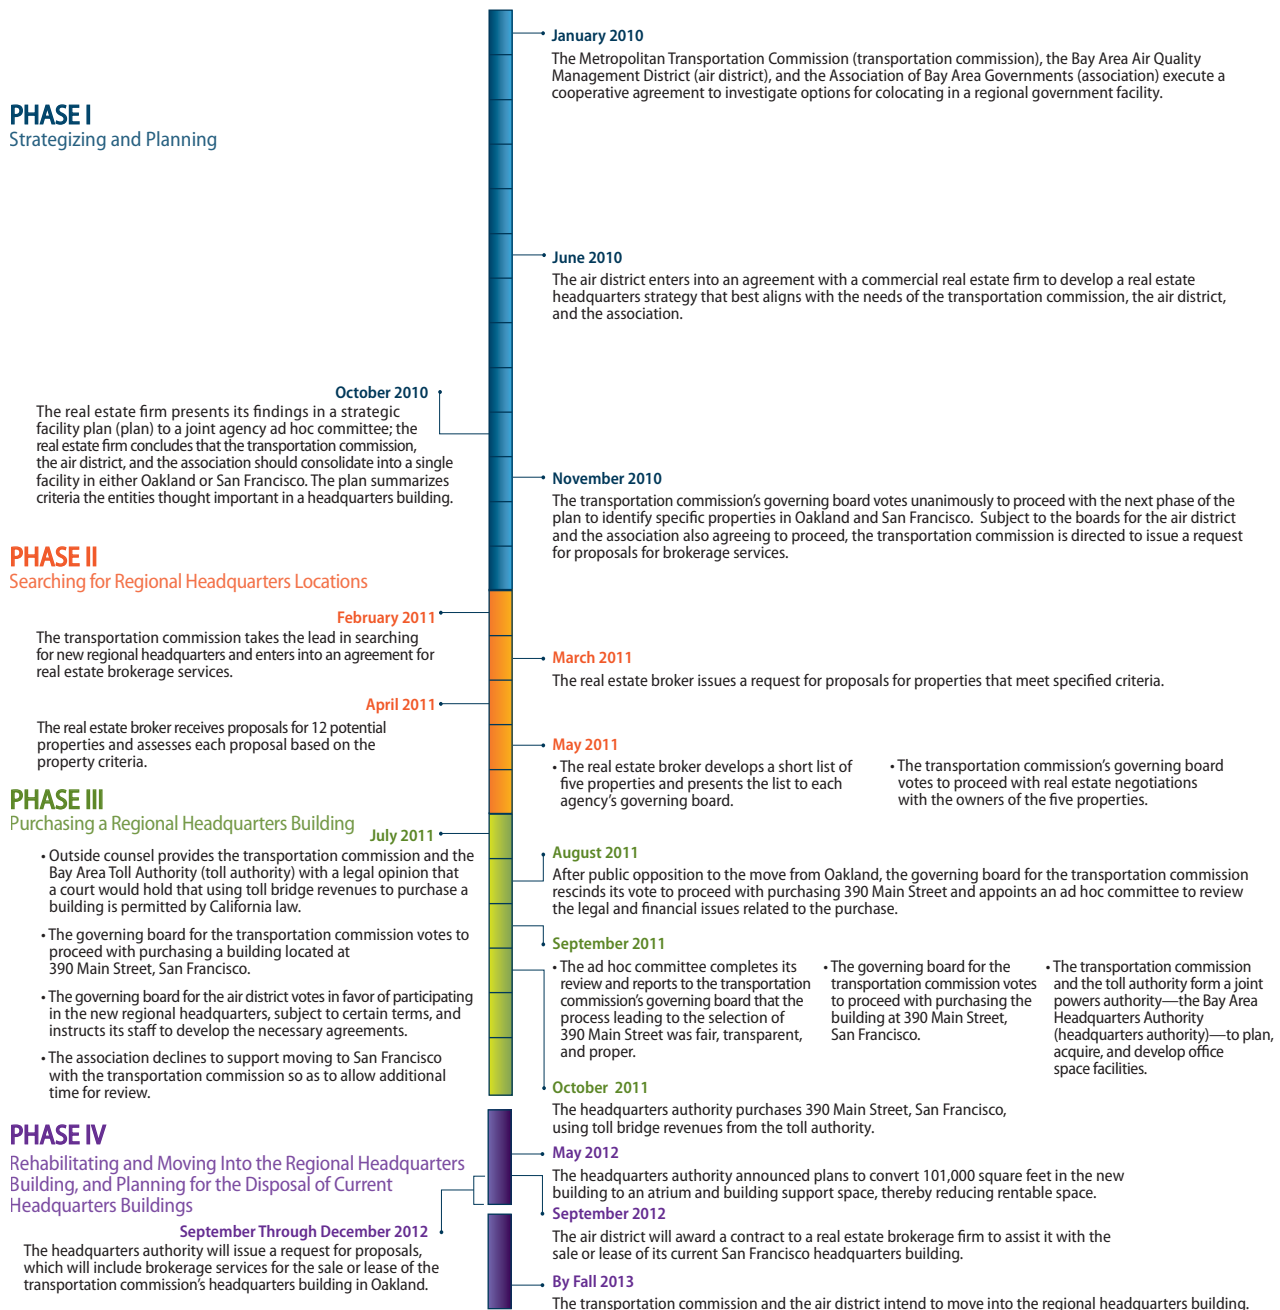 January 2010
The Metropolitan Transportation Commission (transportation commission), the Bay Area Air Quality
Management District (air district), and the Association of Bay Area Governments (association) execute a
cooperative agreement to investigate options for colocating in a regional government facility.
PHASE I
Strategizing and Planning
June 2010
The air district enters into an agreement with a commercial real estate firm to develop a real estate
headquarters strategy that best aligns with the needs of the transportation commission, the air district,
and the association.
October 2010
The real estate firm presents its findings in a strategic
facility plan (plan) to a joint agency ad hoc committee; the
real estate firm concludes that the transportation commission,
the air district, and the association should consolidate into a single
facility in either Oakland or San Francisco. The plan summarizes
criteria the entities thought important in a headquarters building.
November 2010
The transportation commission's governing board votes unanimously to proceed with the next phase of the
plan to identify specific properties in Oakland and San Francisco.  Subject to the boards for the air district
and the association also agreeing to proceed, the transportation commission is directed to issue a request
for proposals for brokerage services.
PHASE II
Searching for Regional Headquarters Locations
February 2011
The transportation commission takes the lead in searching
for new regional headquarters and enters into an agreement for
real estate brokerage services.
March 2011
The real estate broker issues a request for proposals for properties that meet specified criteria.
April 2011
The real estate broker receives proposals for 12 potential
properties and assesses each proposal based on the
property criteria.
May 2011
• The real estate broker develops a short list of
five properties and presents the list to each
agency's governing board.
• The transportation commission's governing board
votes to proceed with real estate negotiations
with the owners of the five properties.
PHASE III
Purchasing a Regional Headquarters Building
July 2011
• Outside counsel provides the transportation commission and the
Bay Area Toll Authority (toll authority) with a legal opinion that
a court would hold that using toll bridge revenues to purchase a
building is permitted by California law.
• The governing board for the transportation commission votes to
proceed with purchasing a building located at
390 Main Street, San Francisco.
• The governing board for the air district votes in favor of participating
in the new regional headquarters, subject to certain terms, and
instructs its staff to develop the necessary agreements.
• The association declines to support moving to San Francisco
with the transportation commission so as to allow additional
time for review.
August 2011
After public opposition to the move from Oakland, the governing board for the transportation commission
rescinds its vote to proceed with purchasing 390 Main Street and appoints an ad hoc committee to review
the legal and financial issues related to the purchase.
September 2011
• The ad hoc committee completes its
review and reports to the transportation
commission's governing board that the
process leading to the selection of
390 Main Street was fair, transparent,
and proper.
• The governing board for the
transportation commission votes
to proceed with purchasing the
building at 390 Main Street,
San Francisco.
• The transportation commission
and the toll authority form a joint
powers authority—the Bay Area
Headquarters Authority
(headquarters authority)—to plan,
acquire, and develop office
space facilities.
October  2011
The headquarters authority purchases 390 Main Street, San Francisco,
using toll bridge revenues from the toll authority.
PHASE IV
Rehabilitating and Moving Into the Regional Headquarters
Building, and Planning for the Disposal of Current
Headquarters Buildings
May 2012
The headquarters authority announced plans to convert 101,000 square feet in the new
building to an atrium and building support space, thereby reducing rentable space.
September 2012
The air district will award a contract to a real estate brokerage firm to assist it with the
sale or lease of its current San Francisco headquarters building.
September Through December 2012
The headquarters authority will issue a request for proposals,
which will include brokerage services for the sale or lease of the
transportation commission's headquarters building in Oakland.
By Fall 2013
The transportation commission and the air district intend to move into the regional headquarters building.